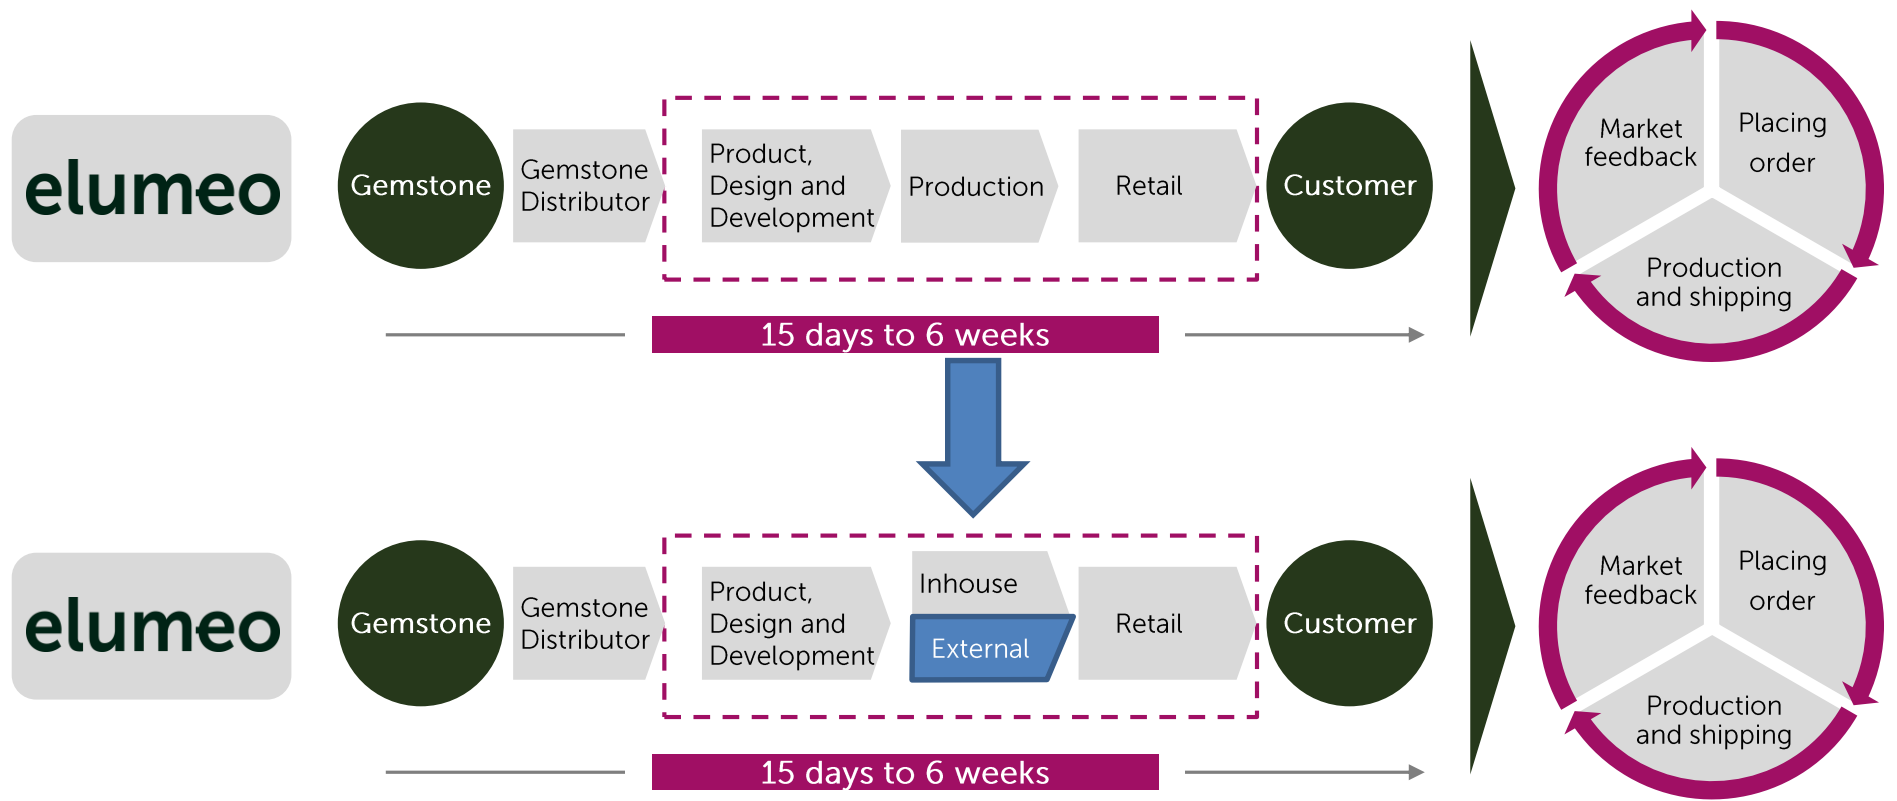 elumeo
Gemstone
Gemstone
Distributor
Product,
Design and
Development
Production
Retail
Customer
15 days to 6 weeks
Market
feedback
Placing
order
Production
and shipping
elumeo
Gemstone
Gemstone
Distributor
Product,
Design and
Development
Inhouse
External
Retail
Customer
15 days to 6 weeks
Market
feedback
Placing
order
Production
and shipping